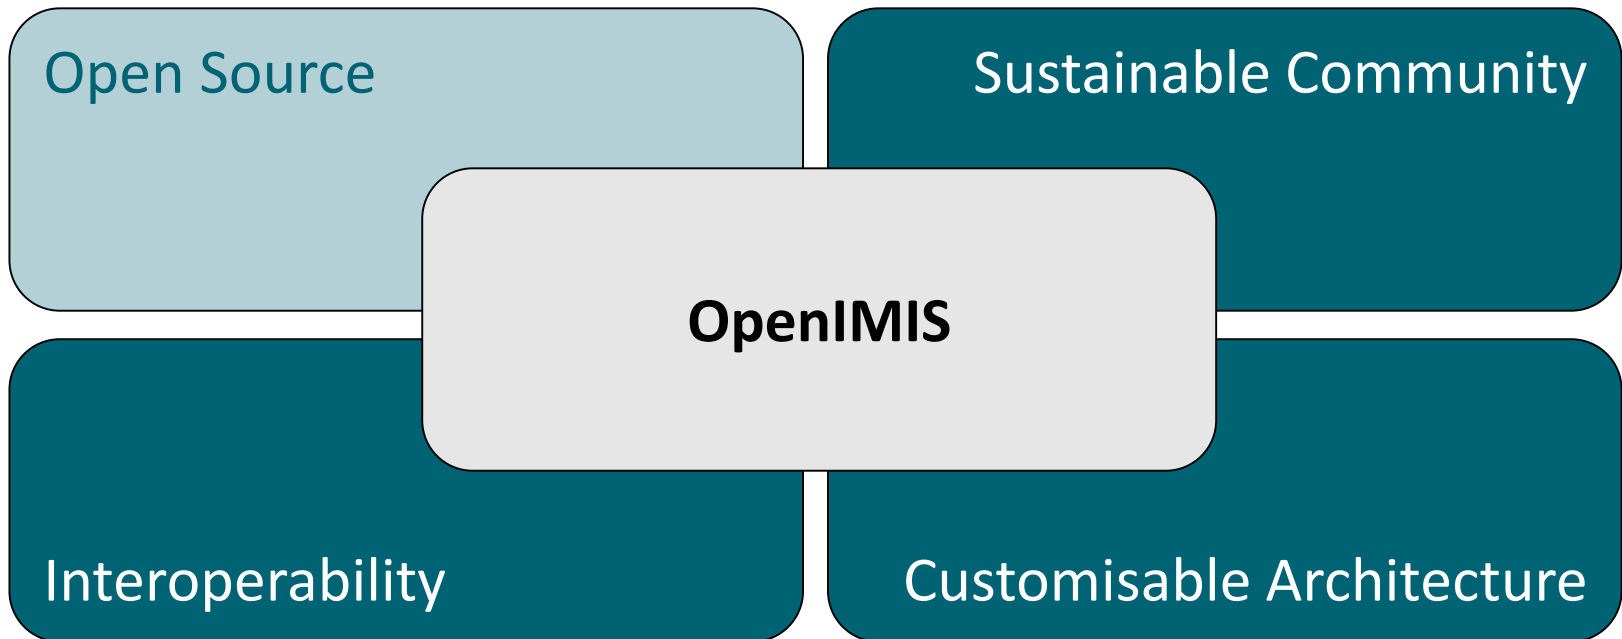 Open Source
Sustainable Community
OpenIMIS
Interoperability
Customisable Architecture